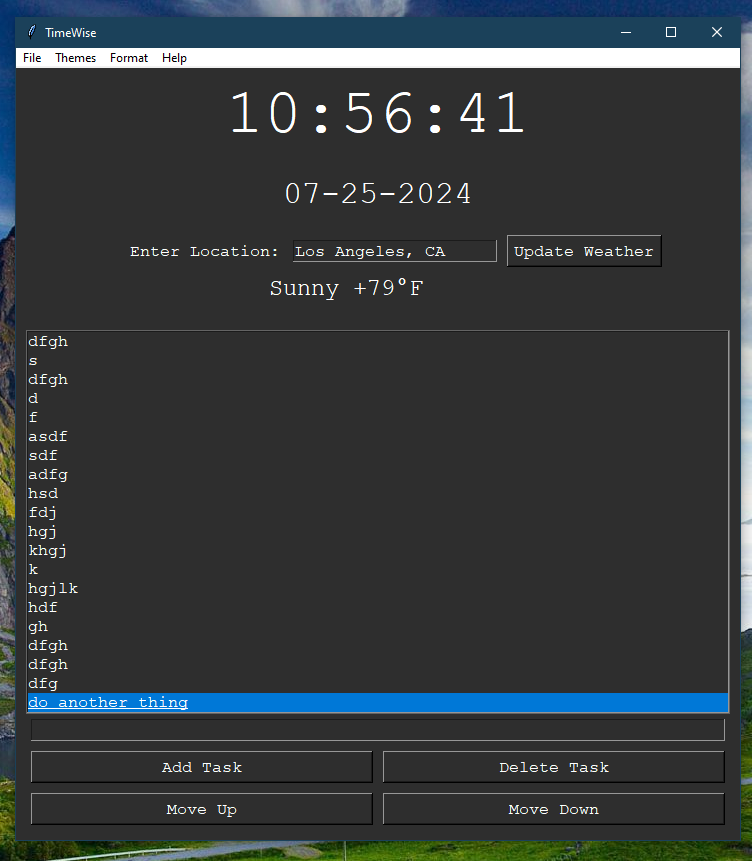 TimeWise
File Themes Format Help
10:56:41
07-25-2024
Enter Location: Los Angeles, CA Update Weather
Sunny +79°F
dfgh
s
dfgh
d
f
asdf
sdf
adfg
hsd
fdj
hgj
khgj
k
hgjlk
hdf
gh
dfgh
dfgh
dfg
do another thing
Add Task Delete Task
Move Up Move Down